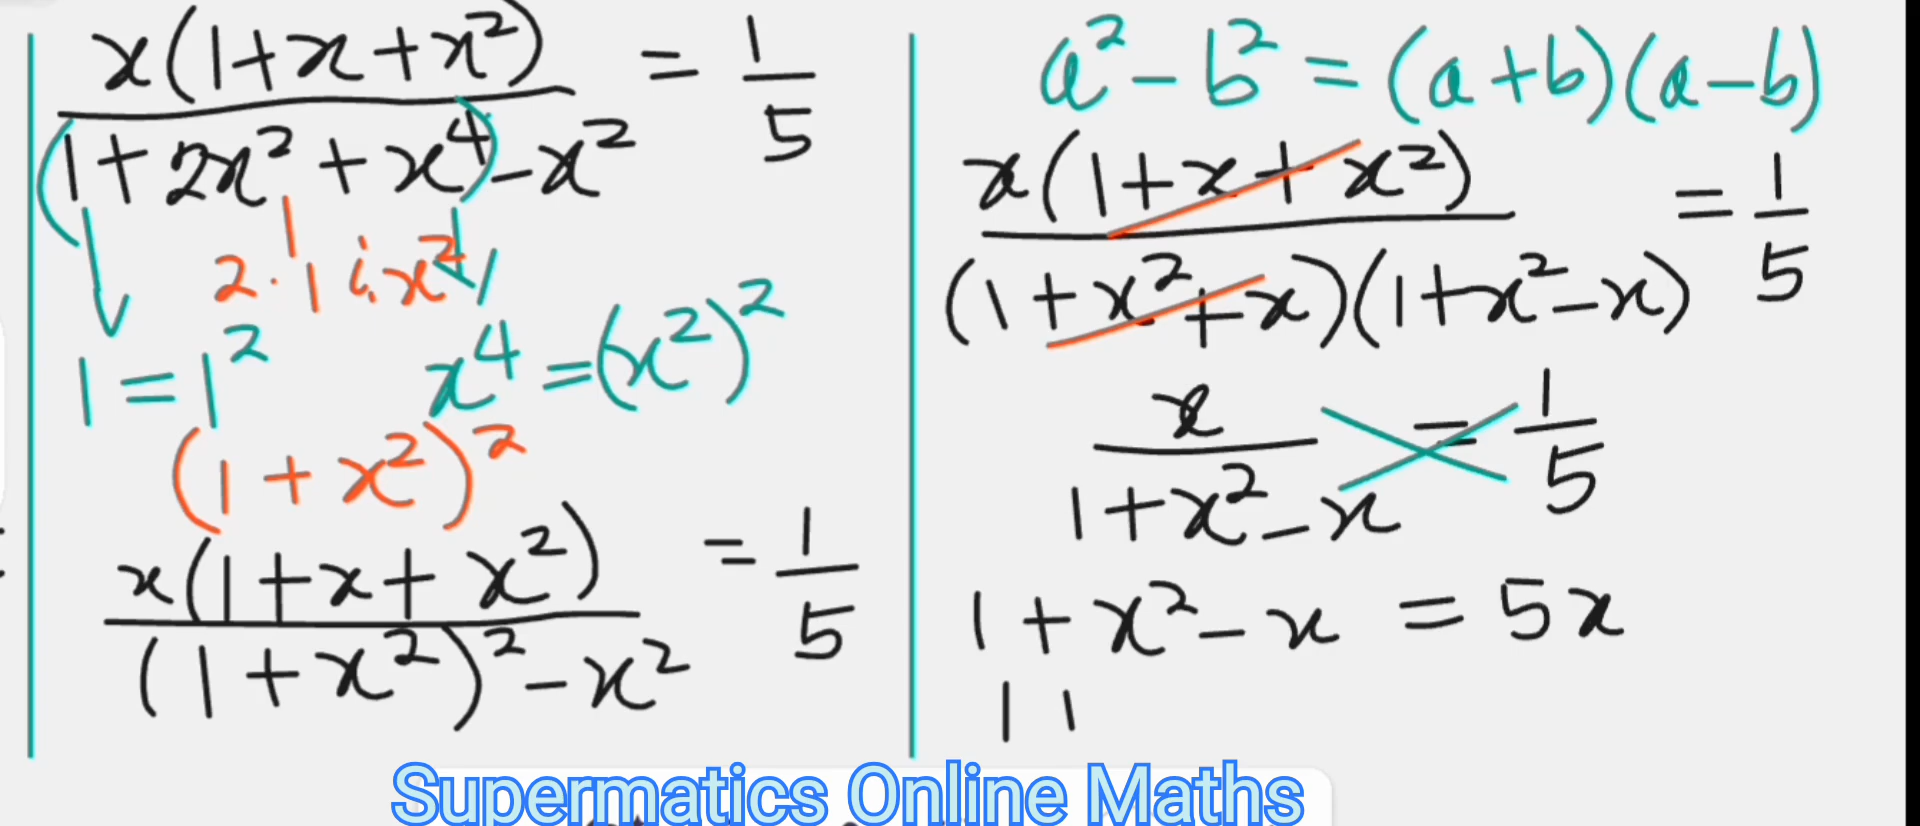 x(1+x+x²) / (1+2x²+x⁴)-x² = 1/5
2·1·x²
1=1² x⁴=(x²)²
(1+x²)²
x(1+x+x²) / (1+x²)²-x² = 1/5
a²-b²=(a+b)(a-b)
x(1+x+x²) / (1+x²+x)(1+x²-x) = 1/5
x / 1+x²-x = 1/5
1+x²-x=5x
Supermatics Online Maths